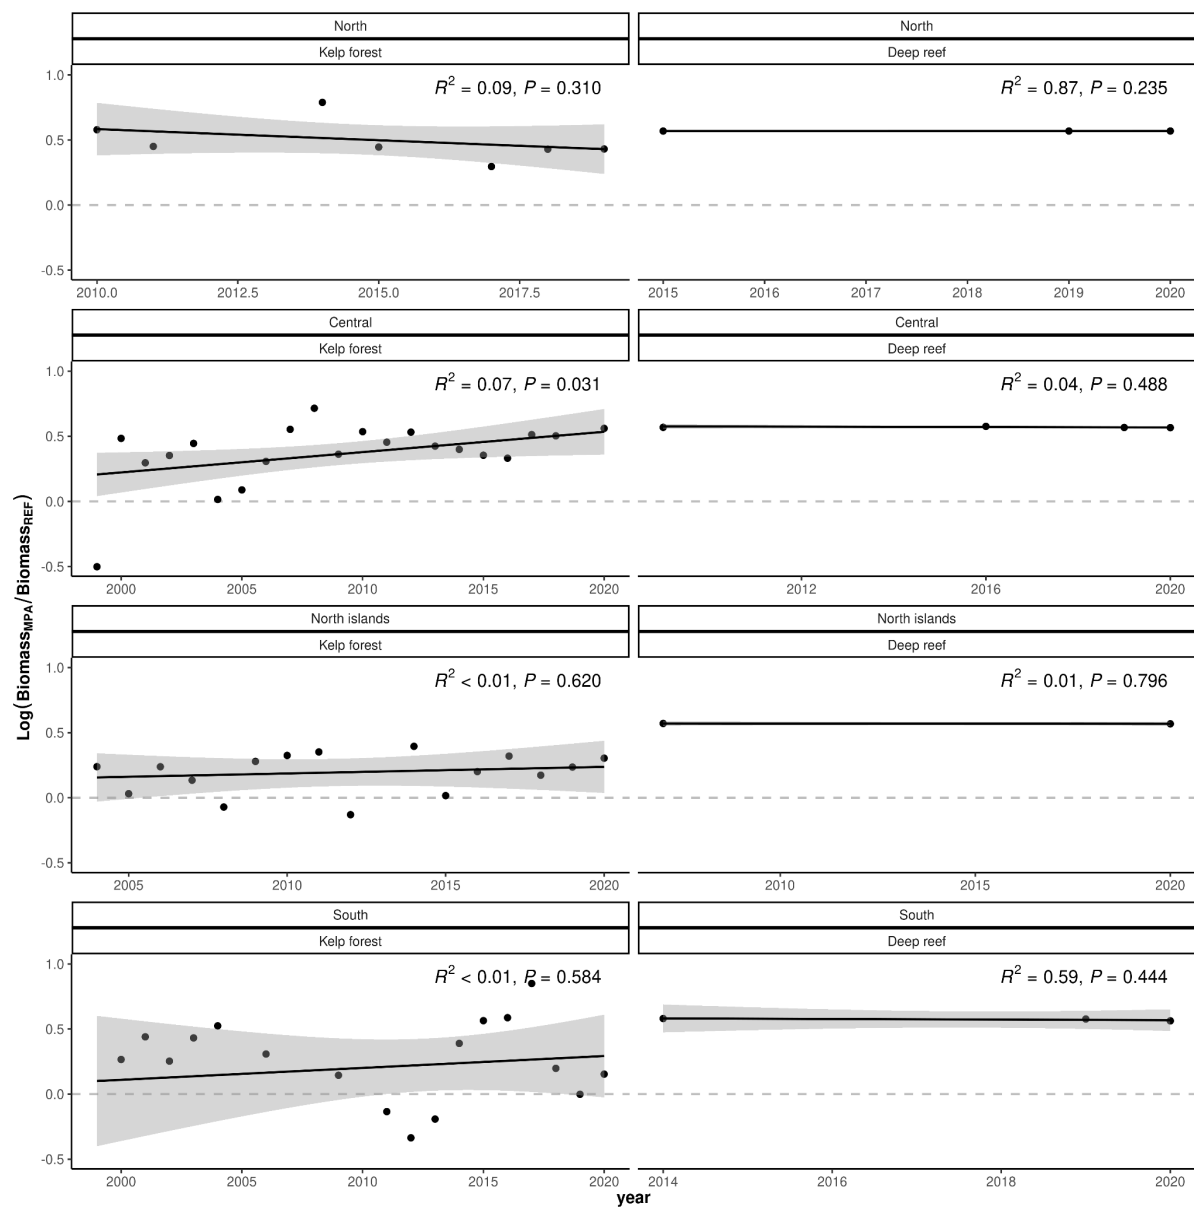 North
North
Kelp forest
Deep reef
R2 = 0.09, P = 0.310
R2 = 0.87, P = 0.235
1.0
0.5
0.0
-0.5
2010.0 2012.5 2015.0 2017.5
2015 2016 2017 2018 2019 2020
Central
Central
Kelp forest
Deep reef
R2 = 0.07, P = 0.031
R2 = 0.04, P = 0.488
1.0
0.5
0.0
-0.5
2000 2005 2010 2015 2020
2012 2016 2020
Log(BiomassMPA/BiomassREF)
North islands
North islands
Kelp forest
Deep reef
R2 < 0.01, P = 0.620
R2 = 0.01, P = 0.796
1.0
0.5
0.0
-0.5
2005 2010 2015 2020
2010 2015 2020
South
South
Kelp forest
Deep reef
R2 < 0.01, P = 0.584
R2 = 0.59, P = 0.444
1.0
0.5
0.0
-0.5
2000 2005 2010 2015 2020
2014 2016 2018 2020
year